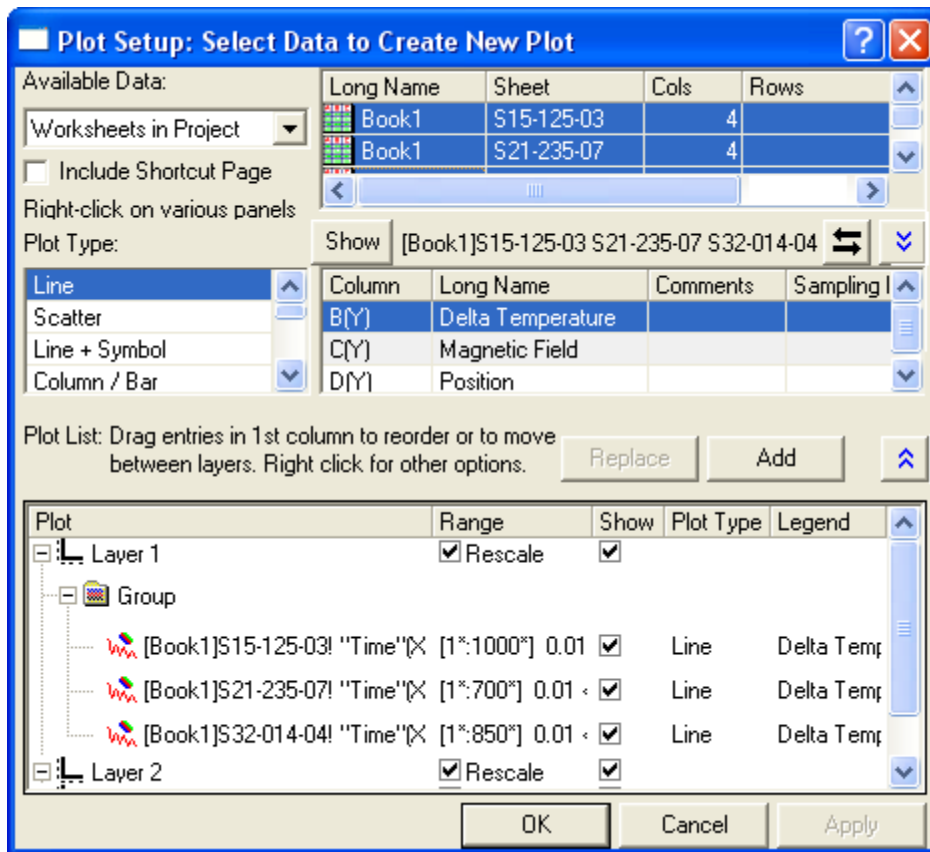 Plot Setup: Select Data to Create New Plot
Available Data:
Worksheets in Project
Include Shortcut Page
Right-click on various panels
Long Name Sheet Cols Rows
Book1 S15-125-03 4
Book1 S21-235-07 4
Plot Type:
Show [Book1]S15-125-03 S21-235-07 S32-014-04
Line
Scatter
Line + Symbol
Column / Bar
Column Long Name Comments Sampling I
B(Y) Delta Temperature
C(Y) Magnetic Field
D(Y) Position
Plot List: Drag entries in 1st column to reorder or to move
between layers. Right click for other options.
Replace Add
Plot Range Show Plot Type Legend
Layer 1 Rescale
Group
[Book1]S15-125-03! "Time"(X [1*:1000*] 0.01 Line Delta Temp
[Book1]S21-235-07! "Time"(X [1*:700*] 0.01 < Line Delta Temp
[Book1]S32-014-04! "Time"(X [1*:850*] 0.01 < Line Delta Temp
Layer 2 Rescale
OK Cancel Apply